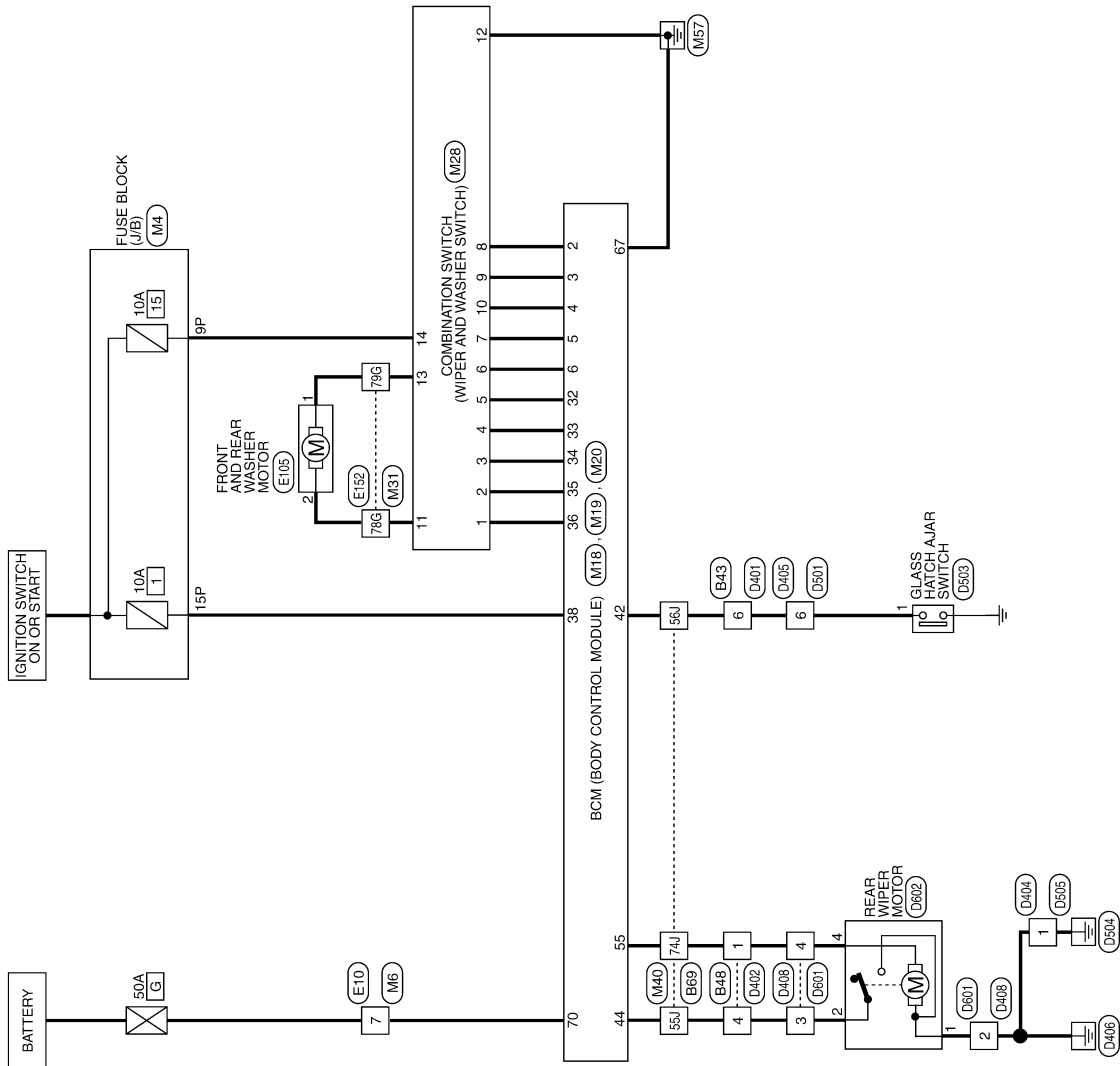 IGNITION SWITCH
ON OR START
BATTERY
FUSE BLOCK
(J/B)
M4
10A
1
10A
15
15P
9P
50A
G
E10
M6
7
FRONT
AND REAR
WASHER
MOTOR
E105
2
M
1
E152
M31
78G
79G
11
13
14
12
COMBINATION SWITCH
(WIPER AND WASHER SWITCH)
M28
1 2 3 4 5 6 7 10 9 8
M57
70
38
36 35 34 33 32 6 5 4 3 2
BCM (BODY CONTROL MODULE)
M18 , M19 , M20
44
55
42
67
M40
B69
55J
74J
56J
B48
D402
4
1
B43
D401
6
D408
D601
3
4
D405
D501
6
2
4
REAR
WIPER
MOTOR
D602
M
1
GLASS
HATCH AJAR
SWITCH
D503
1
D601
D408
2
D404
D505
1
D406
D504